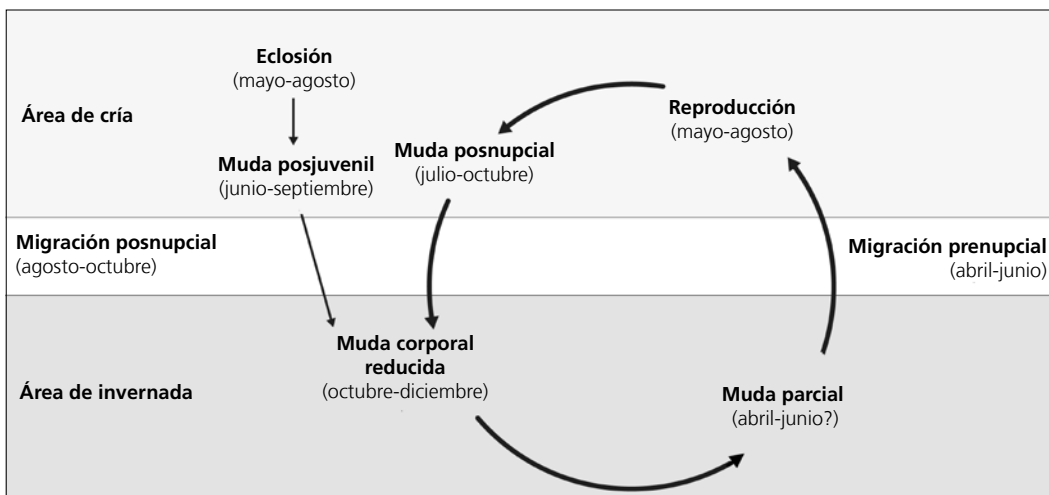 Eclosión
(mayo-agosto)
Área de cría
Reproducción
(mayo-agosto)
Muda posjuvenil
(junio-septiembre)
Muda posnupcial
(julio-octubre)
Migración posnupcial
(agosto-octubre)
Migración prenupcial
(abril-junio)
Muda corporal
reducida
(octubre-diciembre)
Área de invernada
Muda parcial
(abril-junio?)